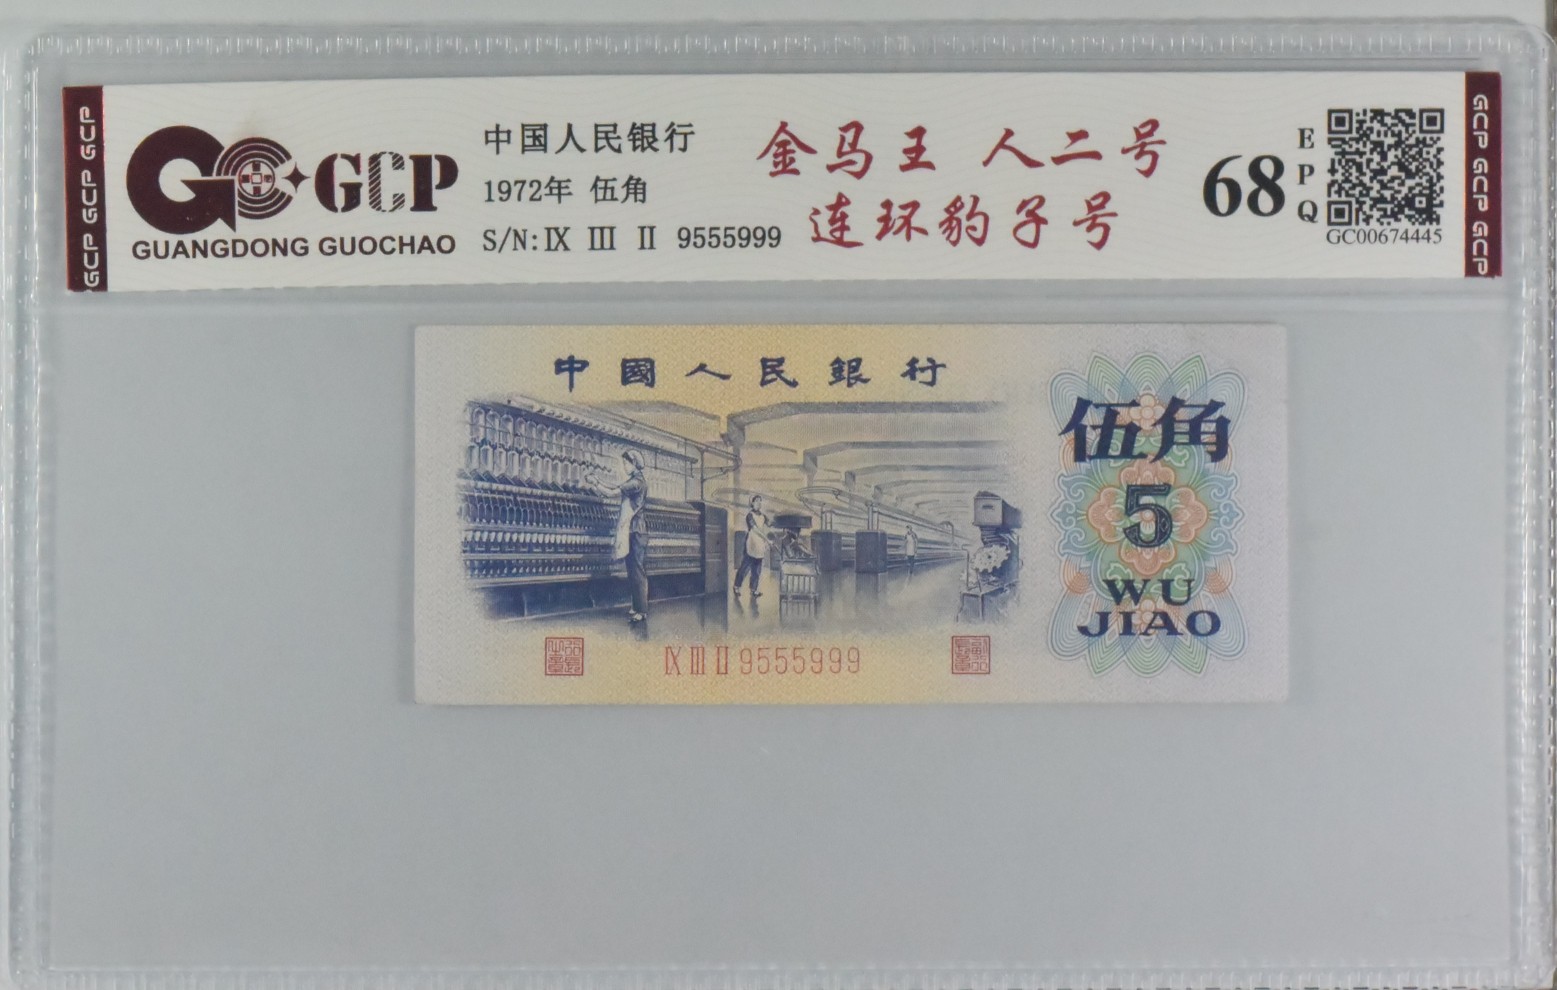 GCP GCP GCP
GCP
GUANGDONG GUOCHAO
中国人民银行
1972年 伍角
S/N: IX III II 9555999
金马王 人二号
连环豹子号
68
EPQ
GC00674445
GCP GCP GCP
中國人民銀行
伍角
5
WU
JIAO
IX III II 9555999